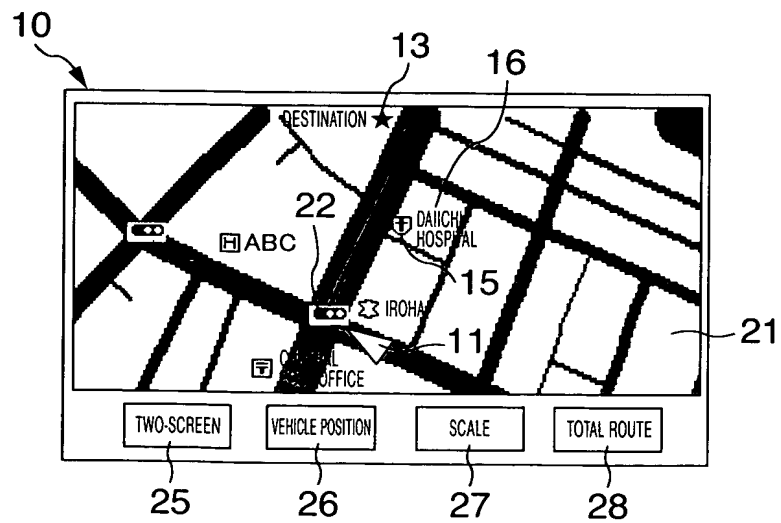 10
13
16
DESTINATION
22
DAIICHI
HOSPITAL
ABC
15
IROHA
11
21
OFFICE
TWO-SCREEN
VEHICLE POSITION
SCALE
TOTAL ROUTE
25
26
27
28